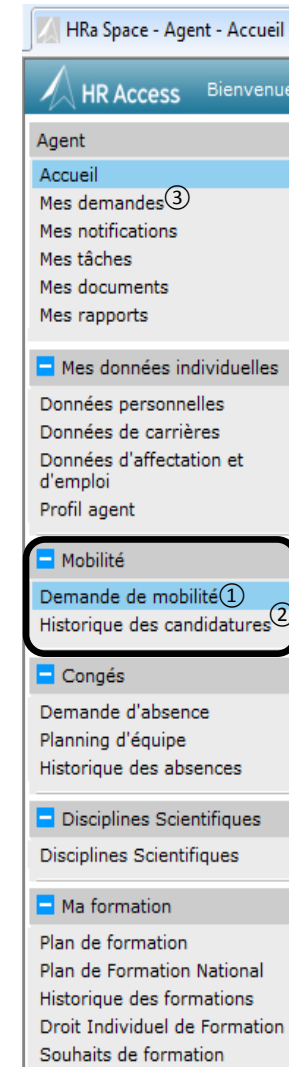 HRa Space - Agent - Accueil
HR Access Bienvenue
Agent
Accueil
Mes demandes③
Mes notifications
Mes tâches
Mes documents
Mes rapports
Mes données individuelles
Données personnelles
Données de carrières
Données d'affectation et
d'emploi
Profil agent
Mobilité
Demande de mobilité①
Historique des candidatures②
Congés
Demande d'absence
Planning d'équipe
Historique des absences
Disciplines Scientifiques
Disciplines Scientifiques
Ma formation
Plan de formation
Plan de Formation National
Historique des formations
Droit Individuel de Formation
Souhaits de formation